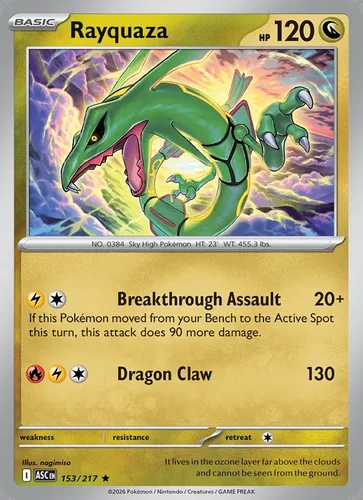 BASIC
Rayquaza
HP 120
NO. 0384 Sky High Pokémon HT: 23' WT: 455.3 lbs.
Breakthrough Assault 20+
If this Pokémon moved from your Bench to the Active Spot
this turn, this attack does 90 more damage.
Dragon Claw 130
weakness resistance retreat
Illus. nagimiso
I ASC EN 153/217 ★
It lives in the ozone layer far above the clouds
and cannot be seen from the ground.
©2026 Pokémon / Nintendo / Creatures / GAME FREAK